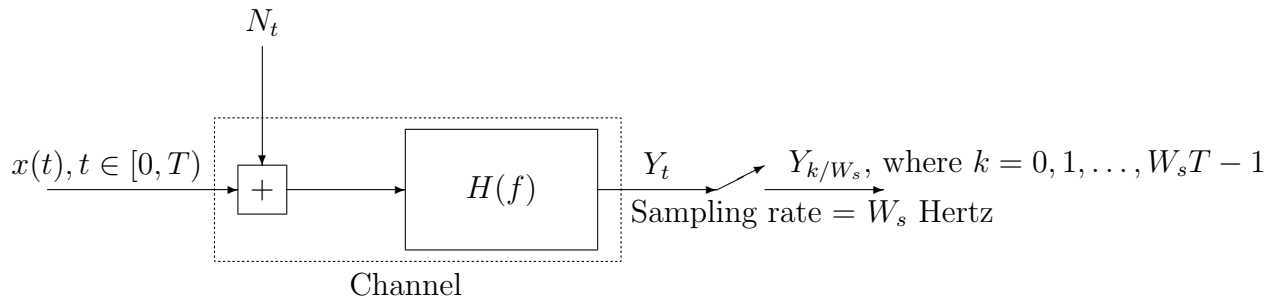 N_t
x(t), t ∈ [0, T)
+
H(f)
Y_t
Y_{k/W_s}, where k = 0, 1, . . . , W_sT − 1
Sampling rate = W_s Hertz
Channel